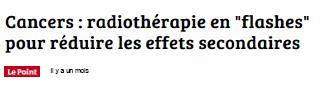 Cancers : radiothérapie en "flashes"
pour réduire les effets secondaires
Le Point Il y a un mois